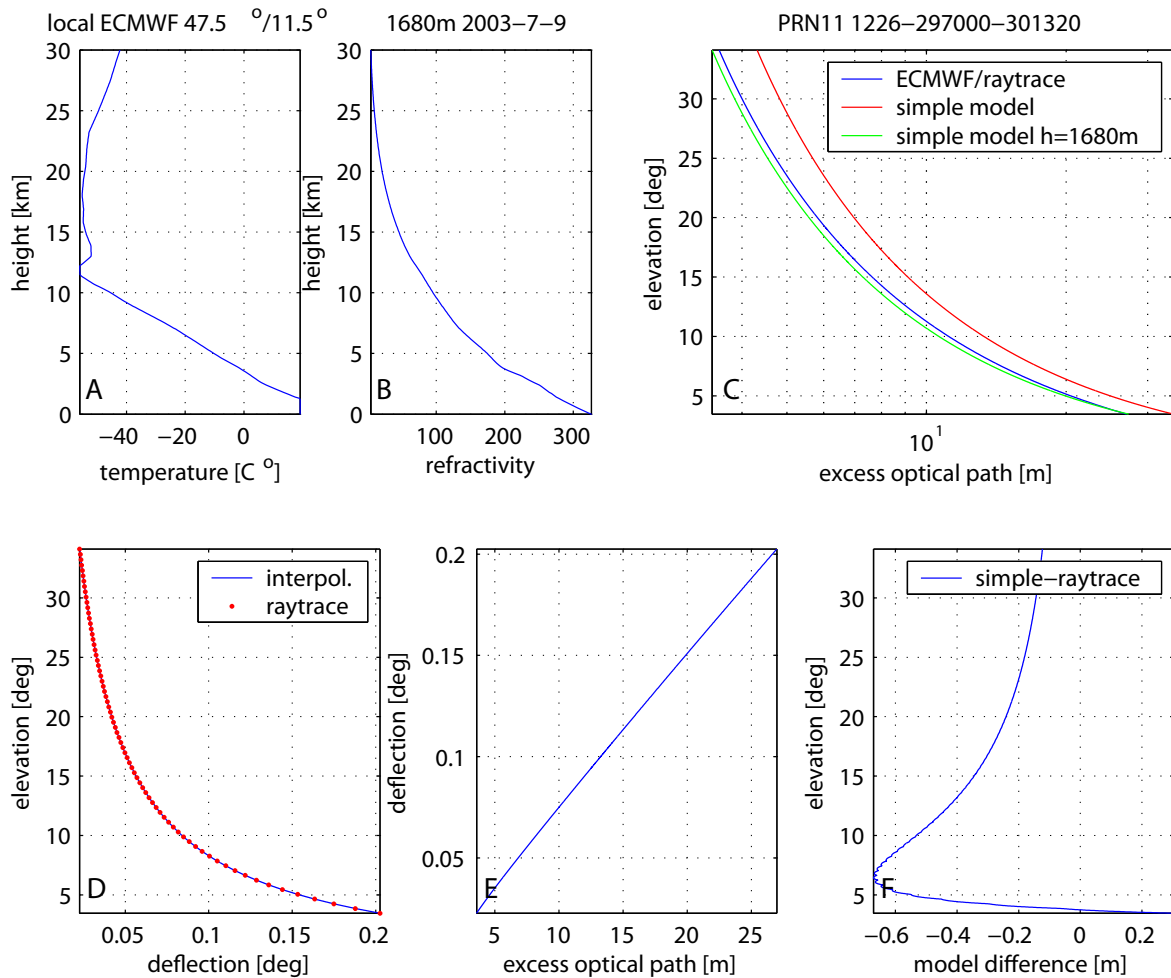 local ECMWF 47.5 o/11.5o
1680m 2003−7−9
PRN11 1226−297000−301320
30
25
20
15
10
5
0
height [km]
A
−40
−20
0
temperature [C o]
30
25
20
15
10
5
0
height [km]
B
100
200
300
refractivity
30
25
20
15
10
5
elevation [deg]
ECMWF/raytrace
simple model
simple model h=1680m
C
10 1
excess optical path [m]
30
25
20
15
10
5
elevation [deg]
interpol.
raytrace
D
0.05
0.1
0.15
0.2
deflection [deg]
0.2
0.15
0.1
0.05
deflection [deg]
E
5
10
15
20
25
excess optical path [m]
30
25
20
15
10
5
elevation [deg]
simple−raytrace
F
−0.6
−0.4
−0.2
0
0.2
model difference [m]